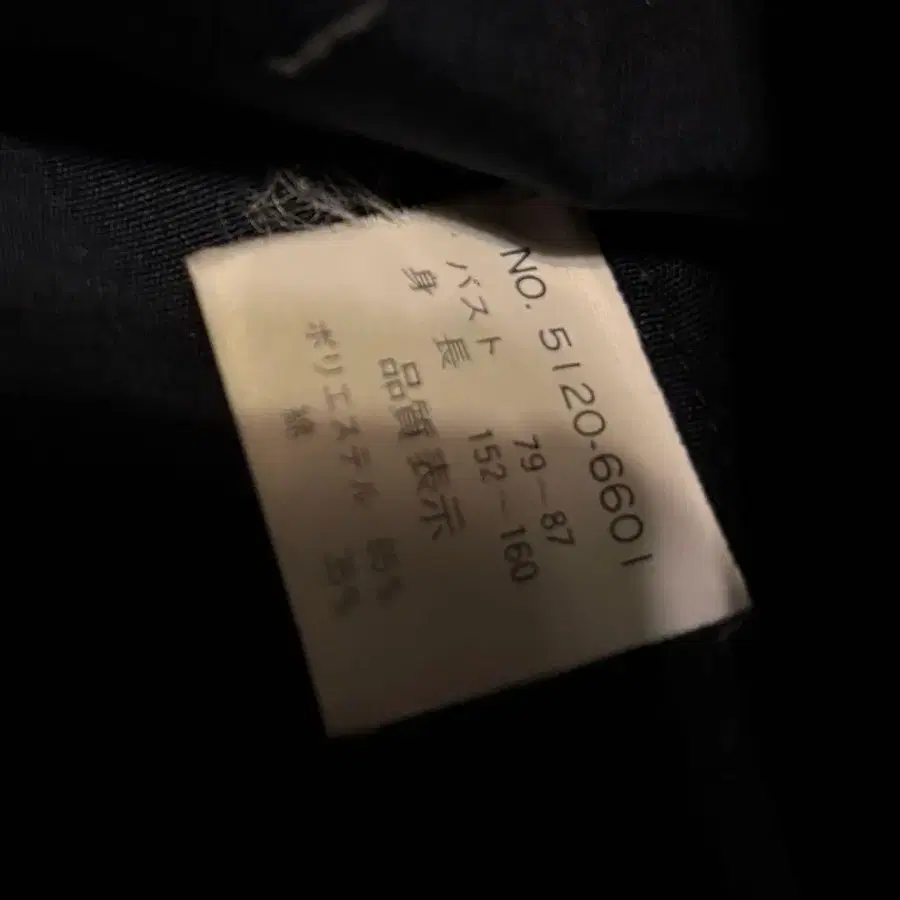 NO. 5120-6601
バスト 79～87
身長 152～160
品質表示
ポリエステル
綿